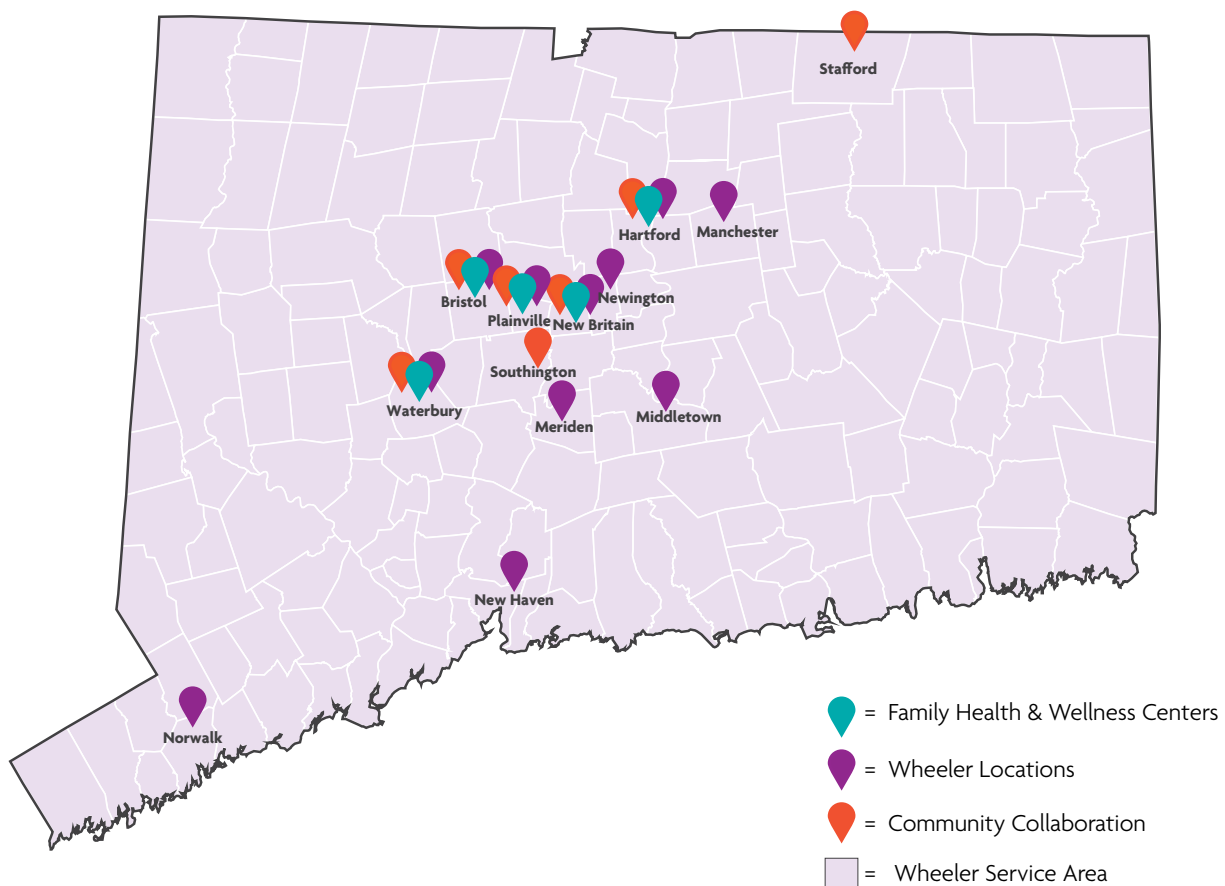 Stafford
Hartford
Manchester
Bristol
Newington
Plainville
New Britain
Southington
Waterbury
Meriden
Middletown
New Haven
Norwalk
= Family Health & Wellness Centers
= Wheeler Locations
= Community Collaboration
= Wheeler Service Area